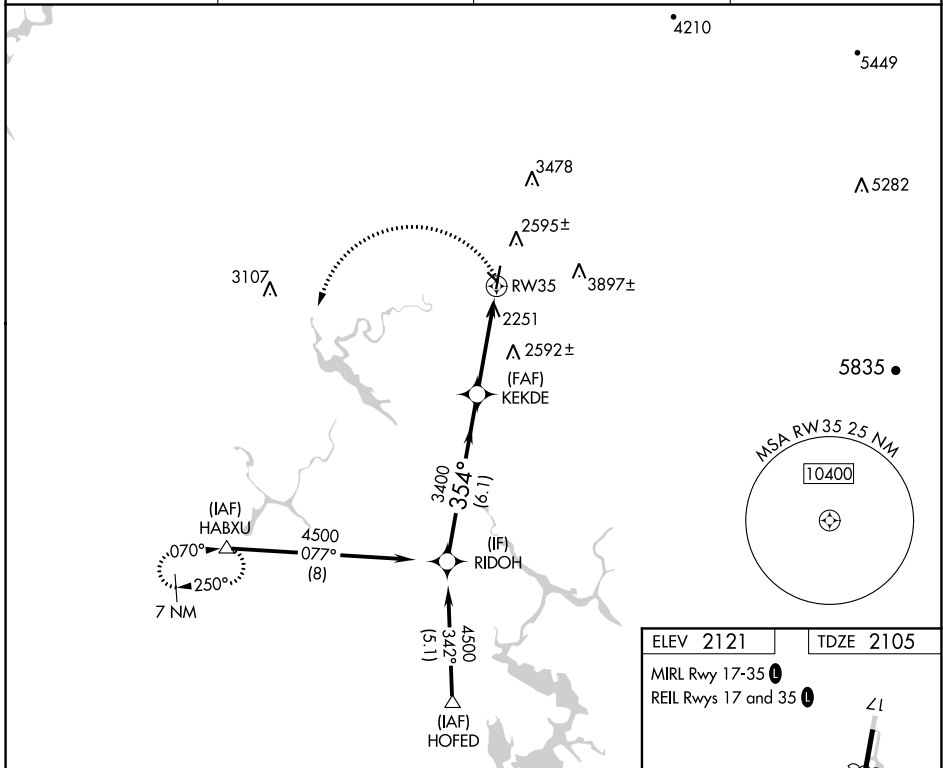 4210
5449
3478
5282
2595±
3107
RW35
3897±
2251
2592±
5835
(FAF)
KEKDE
MSA RW35 25 NM
10400
3400
354°
(6.1)
(IAF)
HABXU
4500
077°
(8)
070°
250°
7 NM
(IF)
RIDOH
4500
342°
(5.1)
(IAF)
HOFED
ELEV 2121
TDZE 2105
MIRL Rwy 17-35 L
REIL Rwys 17 and 35 L
17